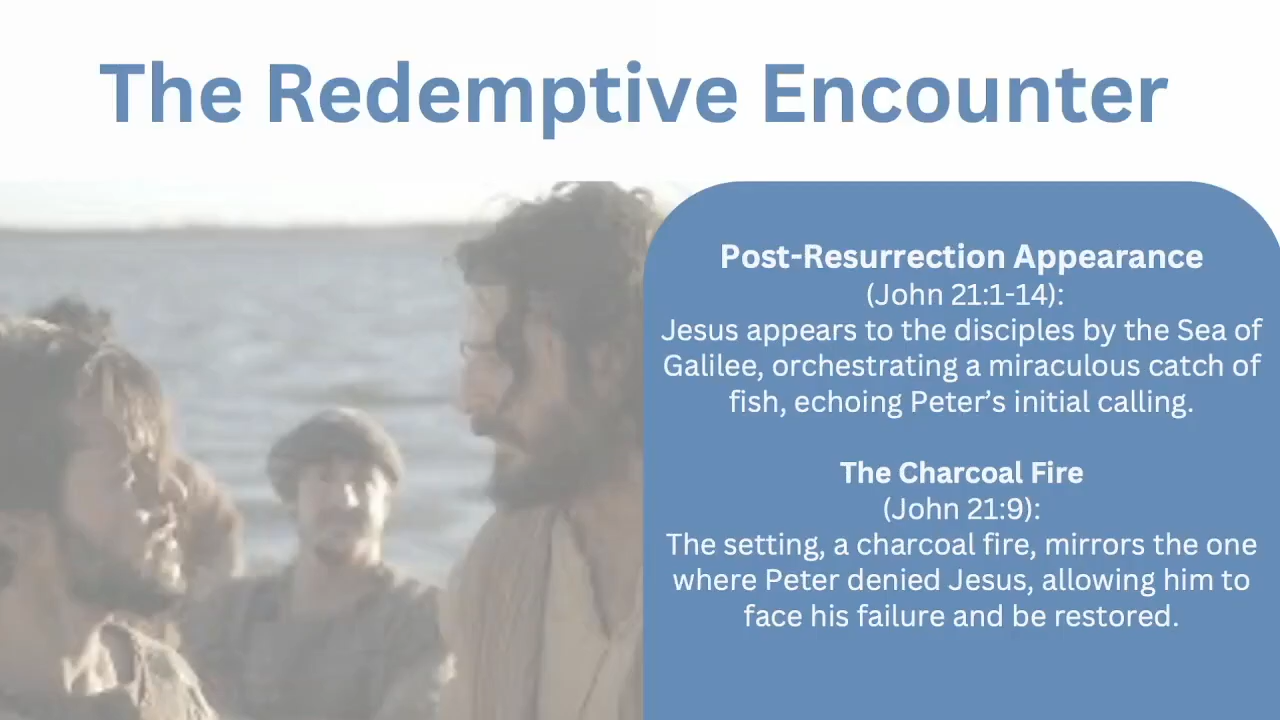 The Redemptive Encounter
Post-Resurrection Appearance
(John 21:1-14):
Jesus appears to the disciples by the Sea of
Galilee, orchestrating a miraculous catch of
fish, echoing Peter’s initial calling.
The Charcoal Fire
(John 21:9):
The setting, a charcoal fire, mirrors the one
where Peter denied Jesus, allowing him to
face his failure and be restored.